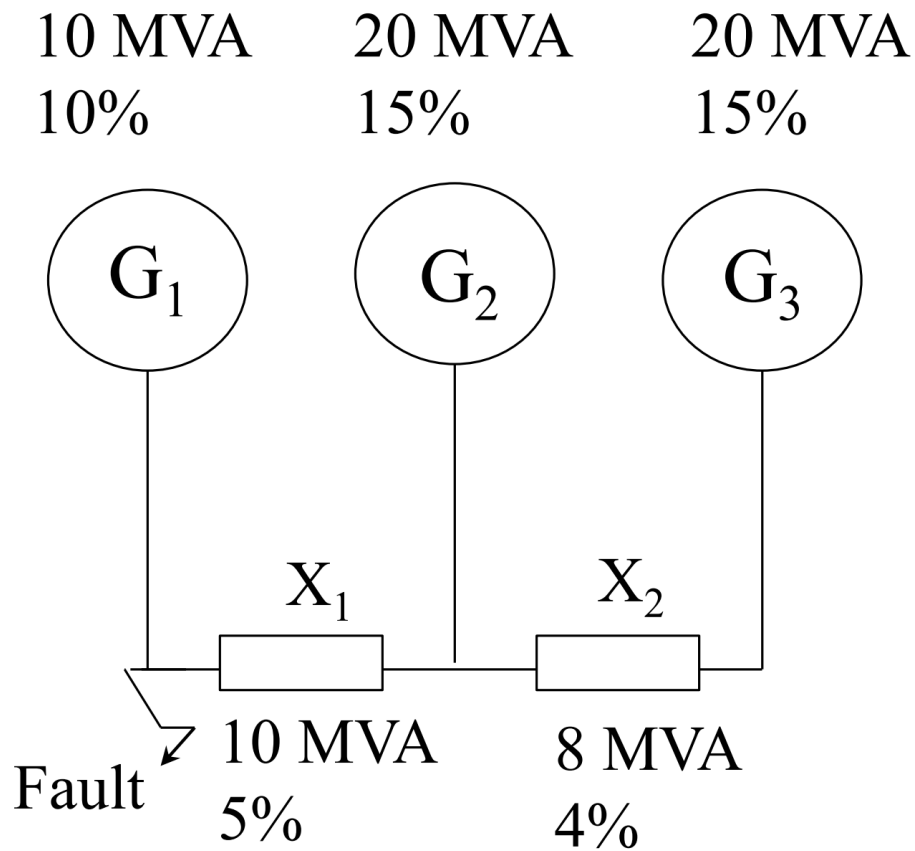 10 MVA
10%
20 MVA
15%
20 MVA
15%
G₁
G₂
G₃
X₁
X₂
Fault
10 MVA
5%
8 MVA
4%